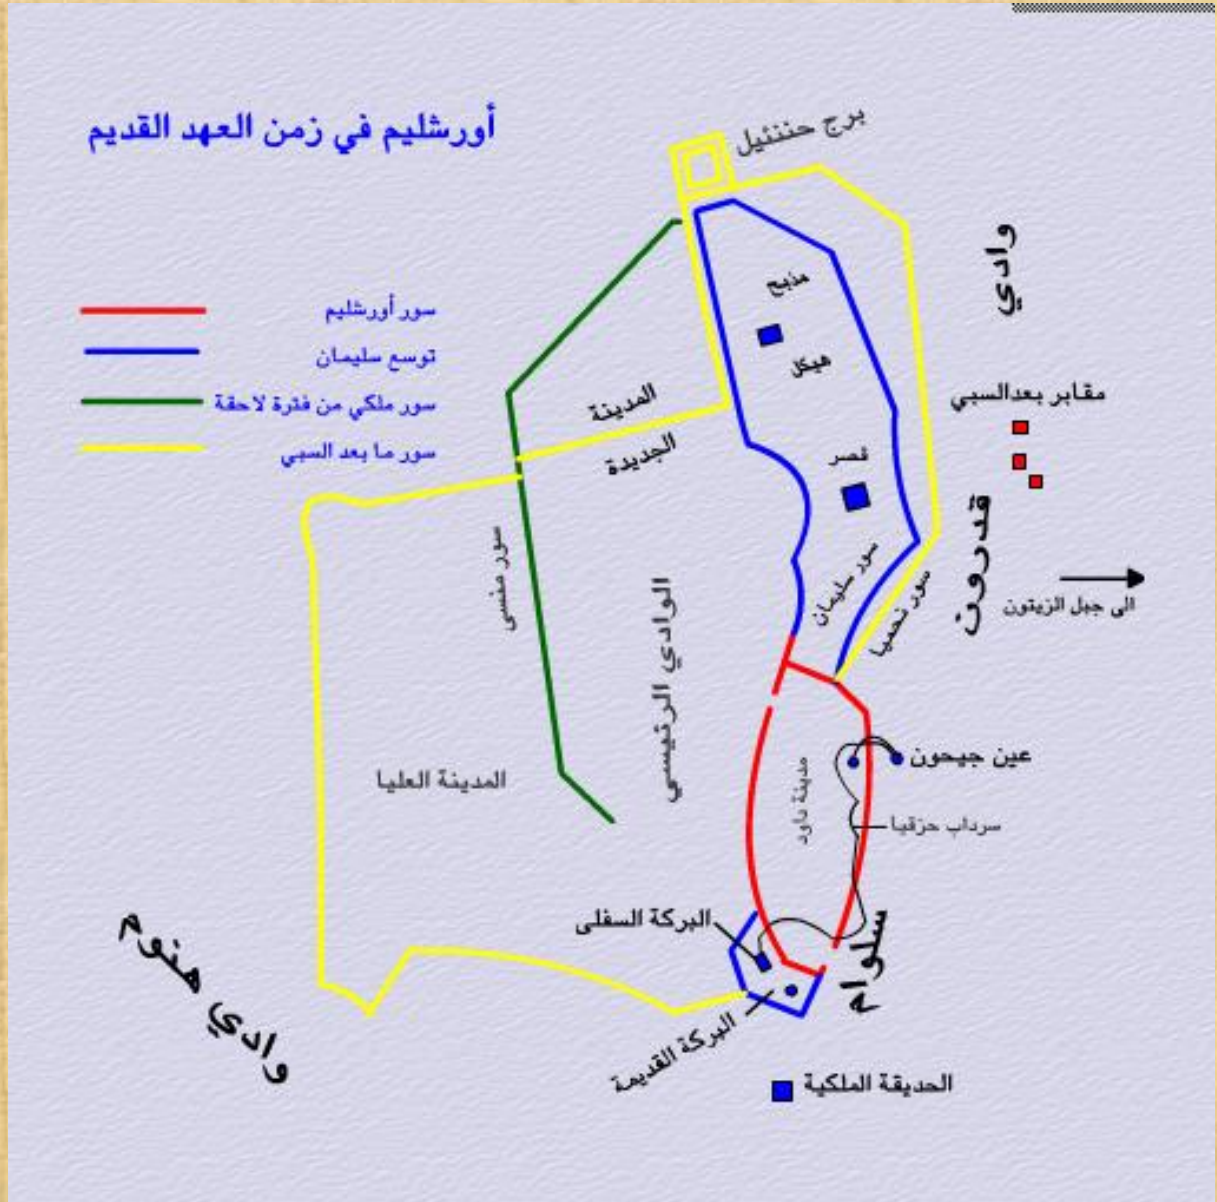 أورشليم في زمن العهد القديم
برج حننئيل
سور أورشليم
توسع سليمان
سور ملكي من فترة لاحقة
سور ما بعد السبي
مذبح
هيكل
قصر
المدينة
الجديدة
وادي
قدرون
مقابر بعدالسبي
الى جبل الزيتون
سور سليمان
سور نحميا
سور منسى
الوادي الرئيسي
المدينة العليا
مدينة داود
عين جيحون
سرداب حزقيا
البركة السفلى
سلوام
البركة القديمة
وادي هنوم
الحديقة الملكية